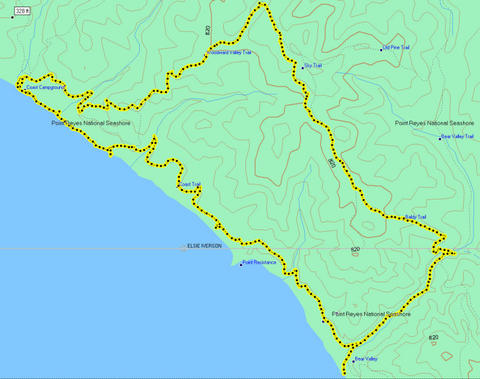 328 ft
820
Woodward Valley Trail
Old Pine Trail
Sky Trail
Coast Campground
Point Reyes National Seashore
Point Reyes National Seashore
Bear Valley Trail
820
Coast Trail
Baldy Trail
ELSIE IVERSON
820
Point Resistance
Point Reyes National Seashore
820
Bear Valley